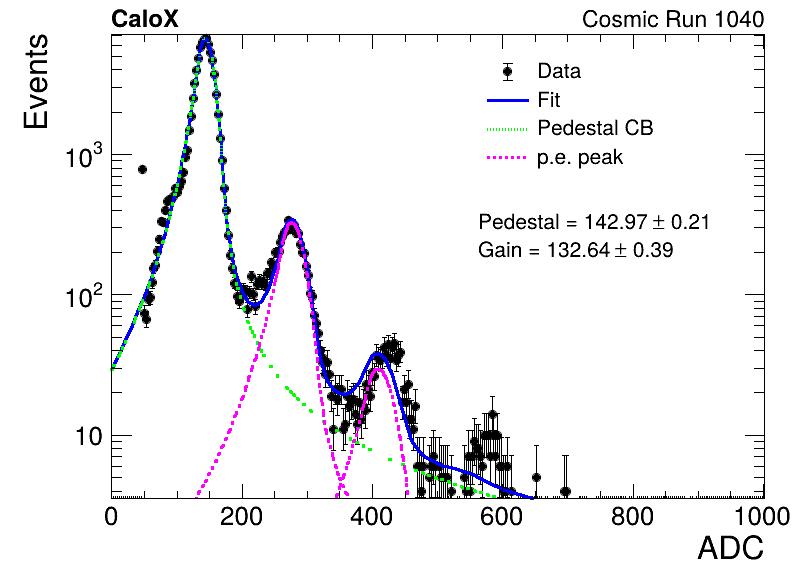 CaloX Cosmic Run 1040
Events
Data
Fit
Pedestal CB
p.e. peak
Pedestal = 142.97 ± 0.21
Gain = 132.64 ± 0.39
10³
10²
10
0 200 400 600 800 1000
ADC